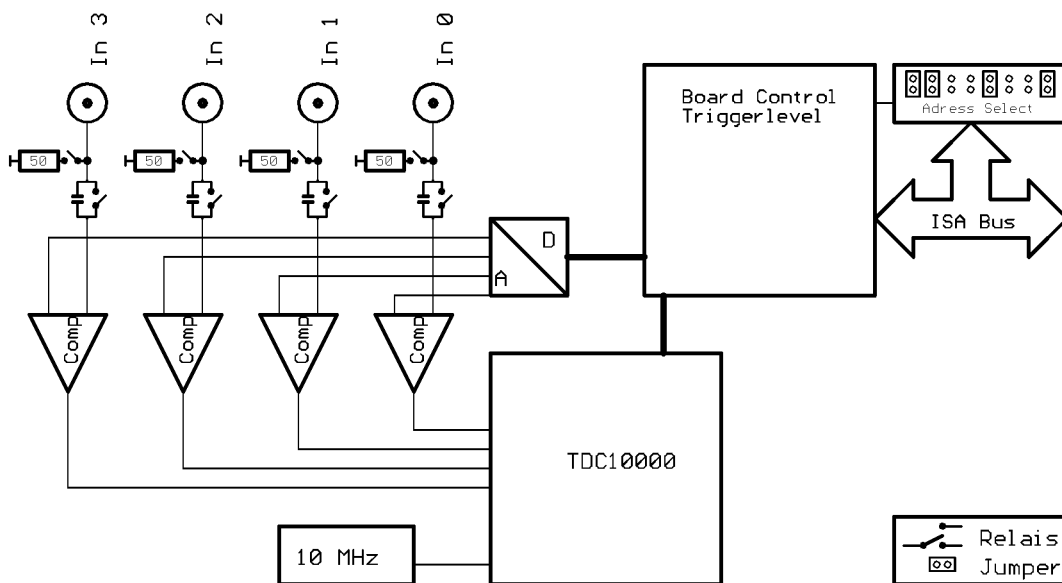 In 3
In 2
In 1
In 0
50
50
50
50
Board Control
Triggerlevel
Adress Select
ISA Bus
D
A
Comp
Comp
Comp
Comp
TDC10000
10 MHz
Relais
Jumper